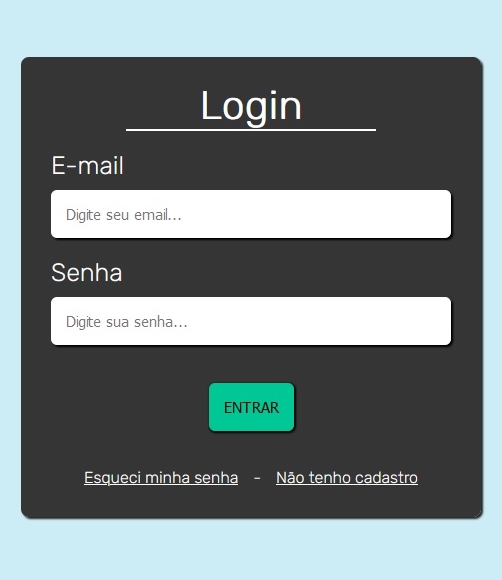 Login
E-mail
Digite seu email...
Senha
Digite sua senha...
ENTRAR
Esqueci minha senha - Não tenho cadastro